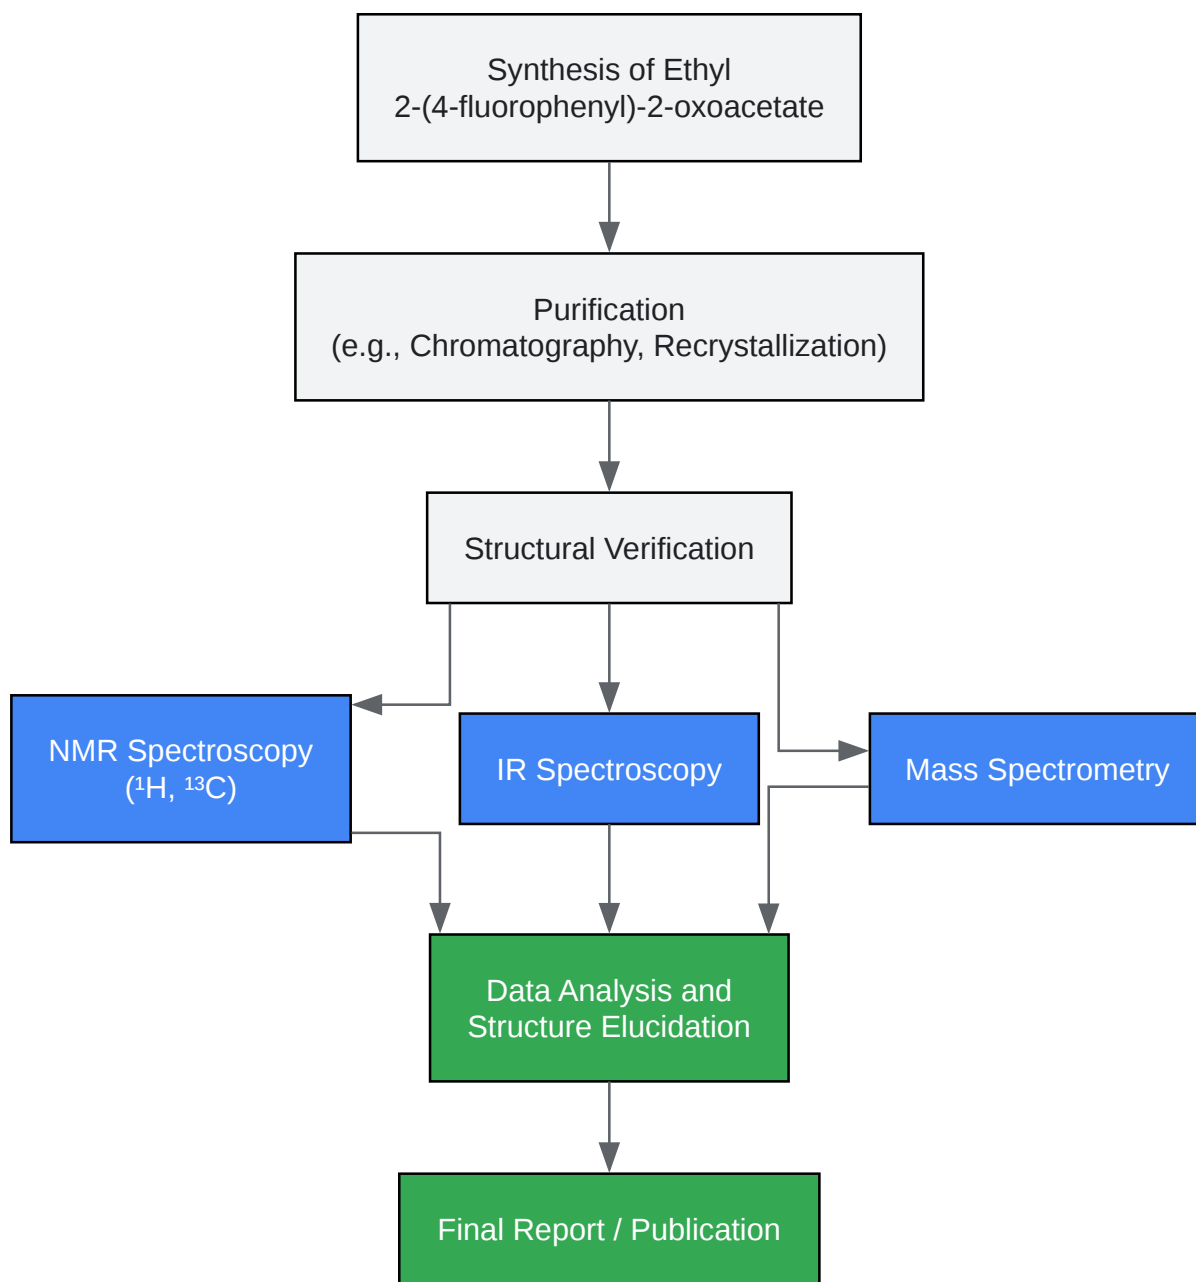 Synthesis of Ethyl
2-(4-fluorophenyl)-2-oxoacetate
Purification
(e.g., Chromatography, Recrystallization)
Structural Verification
NMR Spectroscopy
(¹H, ¹³C)
IR Spectroscopy
Mass Spectrometry
Data Analysis and
Structure Elucidation
Final Report / Publication